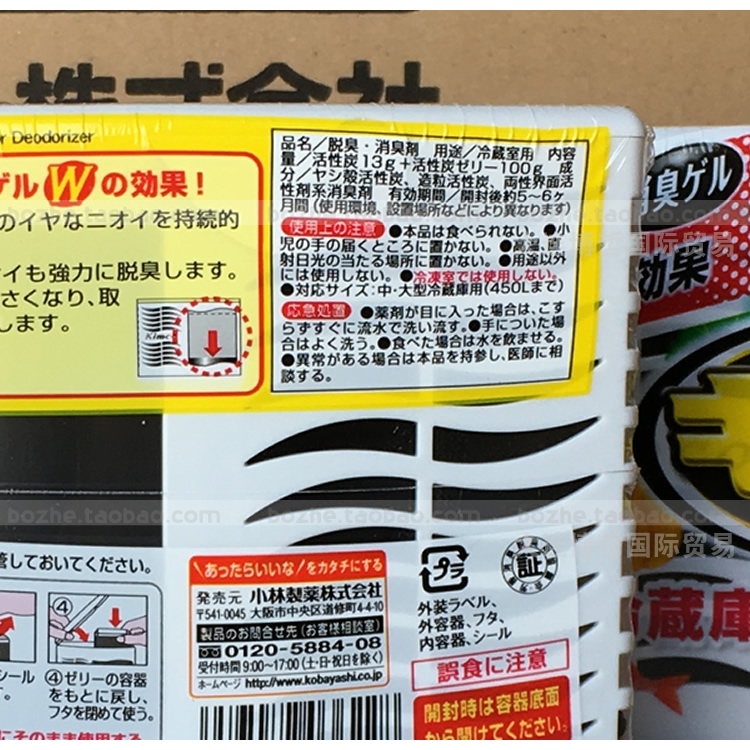 株式会社
r Deodorizer
ゲルWの効果!
のイヤなニオイを持続的
イも強力に脱臭します。
さくなり、取
します。
Kimc
品名/脱臭・消臭剤 用途/冷蔵室用 内容
量/活性炭13g+活性炭ゼリー100g 成
分/ヤシ殻活性炭、造粒活性炭、両性界面活
性剤系消臭剤 有効期間/開封後約5〜6ヶ
月間(使用環境、設置場所などにより異なります)
使用上の注意 ●本品は食べられない。●小
児の手の届くところに置かない。●高温、直
射日光の当たる場所に置かない。●用途以外
には使用しない。●冷凍室では使用しない。
●対応サイズ:中・大型冷蔵庫用(450Lまで)
応急処置 ●薬剤が目に入った場合は、こす
らずすぐに流水で洗い流す。●手についた場
合はよく洗う。●食べた場合は水を飲ませる。
●異常がある場合は本品を持参し、医師に相
談する。
消臭ゲル
効果
国际贸易
bozhe.taobao.com
bozhe.taobao.com
国际贸易
冷蔵庫
管しておいてください。
シール
す。
④
④ゼリーの容器
をもとに戻し、
フタを閉めて使う。
にそのまま使用する
\あったらいいな/をカタチにする
発売元 小林製薬株式会社
〒541-0045 大阪市中央区道修町4-4-10
製品のお問合せ先(お客様相談室)
0120-5884-08
受付時間9:00〜17:00(土・日・祝日を除く)
ホームページ http://www.kobayashi.co.jp
プラ
証
外装ラベル、
外容器、フタ、
内容器、シール
誤食に注意
開封時は容器底面
から開けてください。